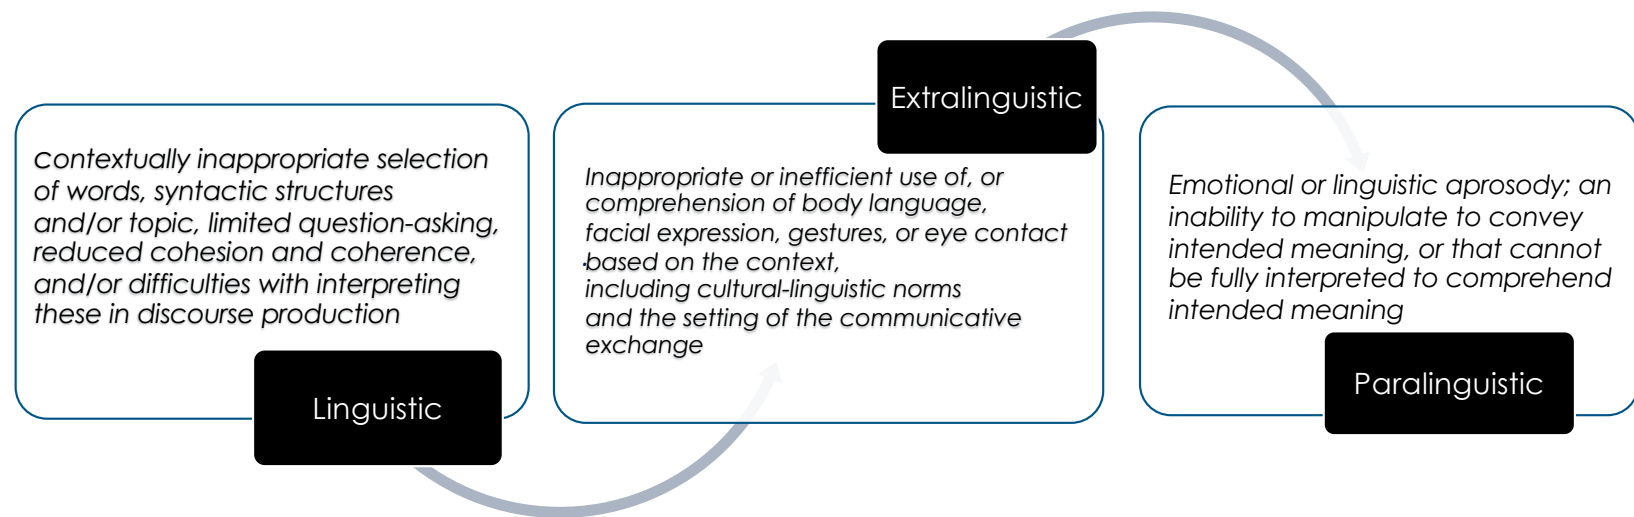 Contextually inappropriate selection
of words, syntactic structures
and/or topic, limited question-asking,
reduced cohesion and coherence,
and/or difficulties with interpreting
these in discourse production
Linguistic
Extralinguistic
Inappropriate or inefficient use of, or
comprehension of body language,
facial expression, gestures, or eye contact
based on the context,
including cultural-linguistic norms
and the setting of the communicative
exchange
Emotional or linguistic aprosody; an
inability to manipulate to convey
intended meaning, or that cannot
be fully interpreted to comprehend
intended meaning
Paralinguistic